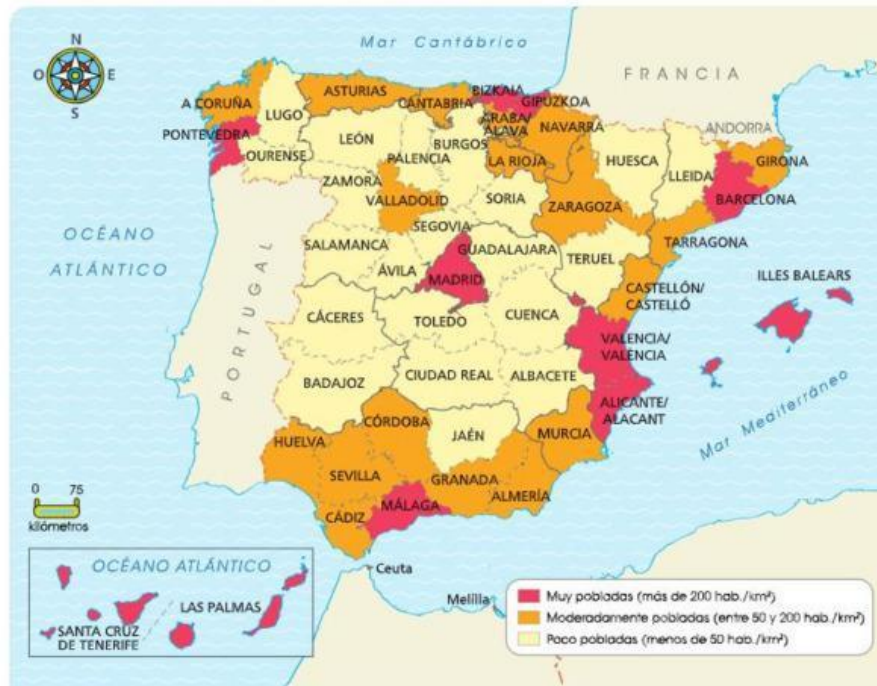 N
O
E
S
Mar Cantábrico
FRANCIA
ANDORRA
OCÉANO
ATLÁNTICO
PORTUGAL
A CORUÑA
LUGO
PONTEVEDRA
OURENSE
ASTURIAS
CANTABRIA
BIZKAIA
GIPUZKOA
ARABA/
ÁLAVA
NAVARRA
LEÓN
PALENCIA
BURGOS
LA RIOJA
HUESCA
LLEIDA
GIRONA
BARCELONA
ZAMORA
VALLADOLID
SORIA
ZARAGOZA
TARRAGONA
SEGOVIA
SALAMANCA
ÁVILA
MADRID
GUADALAJARA
TERUEL
CASTELLÓN/
CASTELLÓ
ILLES BALEARS
CÁCERES
TOLEDO
CUENCA
VALENCIA/
VALÈNCIA
BADAJOZ
CIUDAD REAL
ALBACETE
ALICANTE/
ALACANT
Mar Mediterráneo
HUELVA
CÓRDOBA
JAÉN
MURCIA
SEVILLA
GRANADA
ALMERÍA
CÁDIZ
MÁLAGA
Ceuta
Melilla
0 75
kilómetros
OCÉANO ATLÁNTICO
LAS PALMAS
SANTA CRUZ
DE TENERIFE
Muy pobladas (más de 200 hab./km²)
Moderadamente pobladas (entre 50 y 200 hab./km²)
Poco pobladas (menos de 50 hab./km²)